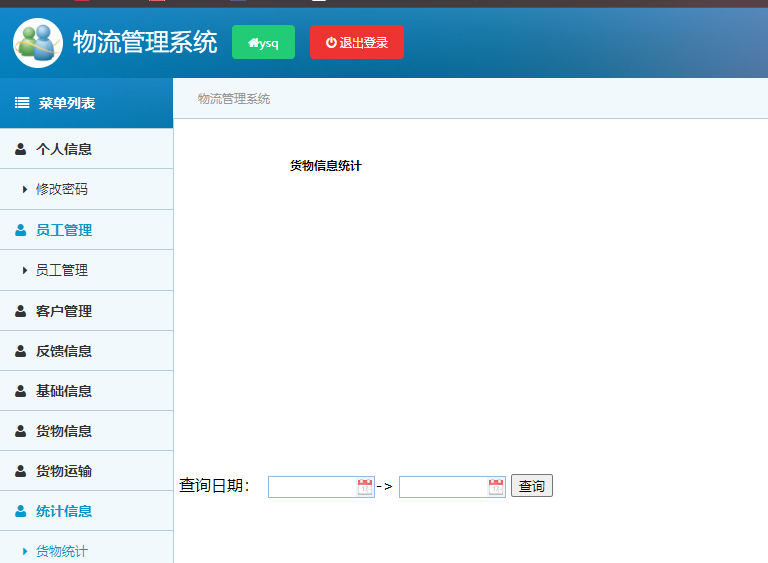 物流管理系统 ysq 退出登录
菜单列表
物流管理系统
个人信息
修改密码
员工管理
员工管理
客户管理
反馈信息
基础信息
货物信息
货物运输
统计信息
货物统计
货物信息统计
查询日期: -> 查询